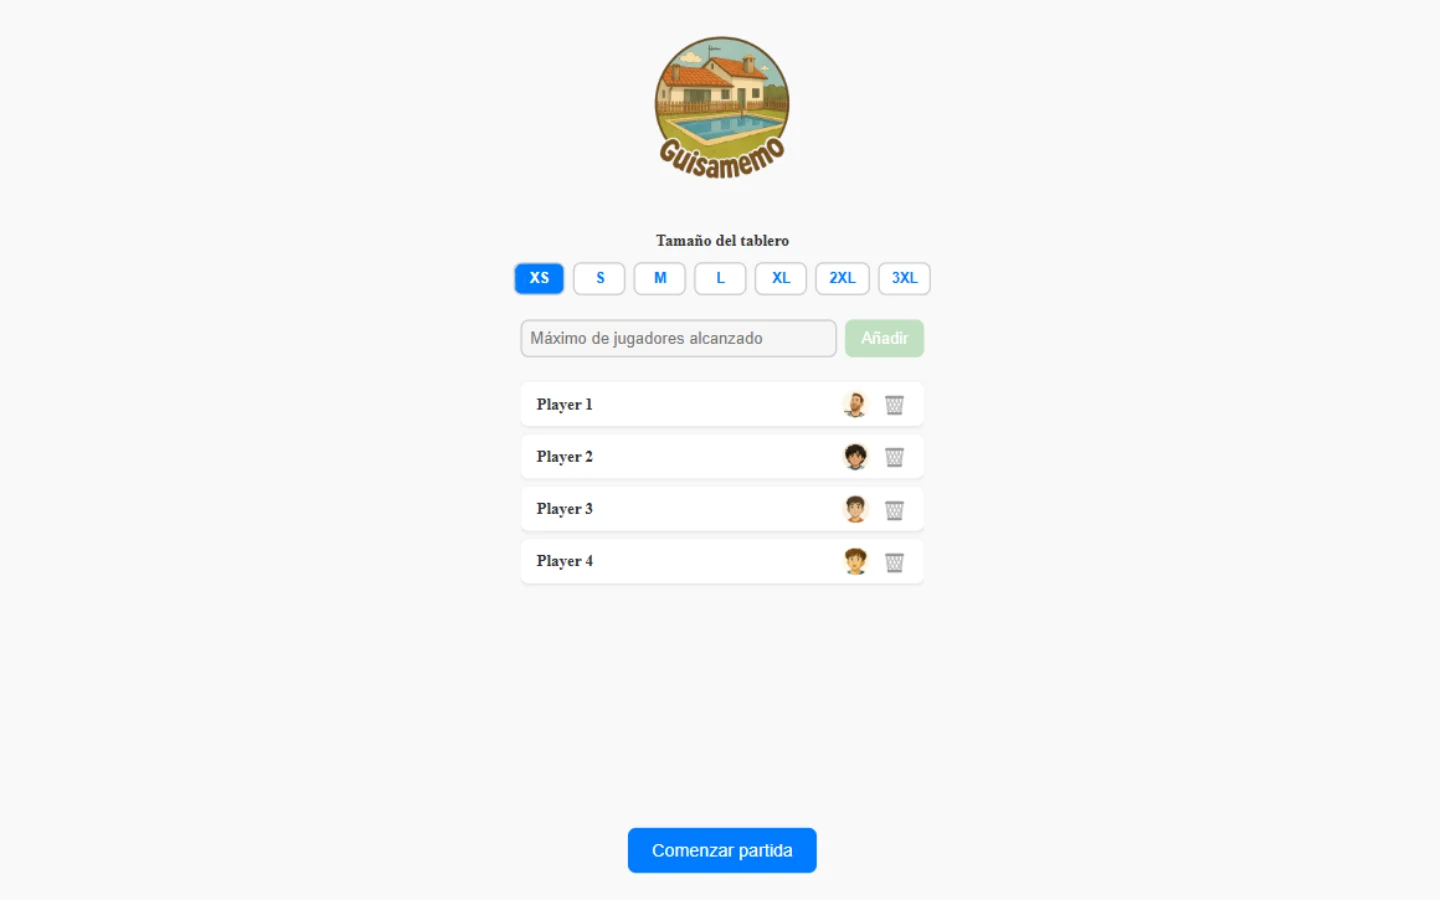 Guisamemo
Tamaño del tablero
XS S M L XL 2XL 3XL
Máximo de jugadores alcanzado Añadir
Player 1
Player 2
Player 3
Player 4
Comenzar partida